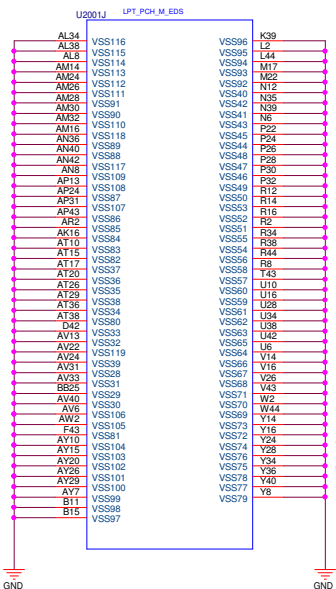 U2001J LPT_PCH_M_EDS
AL34 VSS116 VSS96 K39
AL38 VSS115 VSS95 L2
AL8 VSS114 VSS94 L44
AM14 VSS113 VSS93 M17
AM24 VSS112 VSS92 M22
AM26 VSS111 VSS40 N12
AM28 VSS91 VSS42 N35
AM30 VSS90 VSS41 N39
AM32 VSS110 VSS43 N6
AM16 VSS118 VSS45 P22
AN36 VSS89 VSS44 P24
AN40 VSS88 VSS48 P26
AN42 VSS117 VSS47 P28
AN8 VSS109 VSS46 P30
AP13 VSS108 VSS49 P32
AP24 VSS87 VSS50 R12
AP31 VSS107 VSS53 R14
AP43 VSS86 VSS51 R16
AR2 VSS85 VSS52 R2
AK16 VSS84 VSS55 R34
AT10 VSS83 VSS54 R38
AT15 VSS82 VSS56 R44
AT17 VSS37 VSS58 R8
AT20 VSS36 VSS57 T43
AT26 VSS35 VSS60 U10
AT29 VSS38 VSS59 U16
AT36 VSS34 VSS61 U28
AT38 VSS80 VSS62 U34
D42 VSS33 VSS63 U38
AV13 VSS32 VSS65 U42
AV22 VSS119 VSS64 U6
AV24 VSS39 VSS66 V14
AV31 VSS28 VSS67 V16
AV33 VSS31 VSS68 V26
BB25 VSS29 VSS71 V43
AV40 VSS30 VSS70 W2
AV6 VSS106 VSS69 W44
AW2 VSS105 VSS73 Y14
F43 VSS81 VSS72 Y16
AY10 VSS104 VSS74 Y24
AY15 VSS103 VSS75 Y28
AY20 VSS102 VSS76 Y34
AY26 VSS101 VSS78 Y36
AY29 VSS100 VSS77 Y40
AY7 VSS99 VSS79 Y8
B11 VSS98
B15 VSS97
GND GND